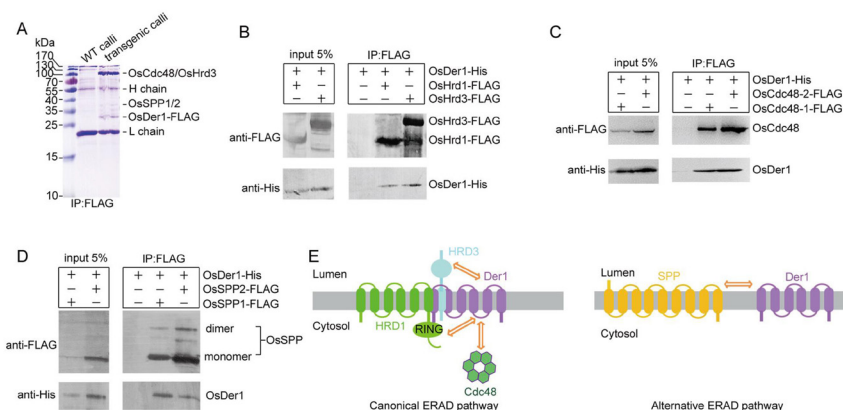 A
kDa
WT calli
transgenic calli
170
130
100
70
55
40
35
25
15
10
OsCdc48/OsHrd3
H chain
OsSPP1/2
OsDer1-FLAG
L chain
IP:FLAG
B
input 5%
IP:FLAG
+ + + + + OsDer1-His
+ + OsHrd1-FLAG
+ + OsHrd3-FLAG
anti-FLAG
OsHrd3-FLAG
OsHrd1-FLAG
anti-His
OsDer1-His
C
input 5%
IP:FLAG
+ + + + + OsDer1-His
+ + OsCdc48-2-FLAG
+ + OsCdc48-1-FLAG
anti-FLAG
OsCdc48
anti-His
OsDer1
D
input 5%
IP:FLAG
+ + + + + OsDer1-His
+ + OsSPP2-FLAG
+ + OsSPP1-FLAG
anti-FLAG
dimer
monomer
OsSPP
anti-His
OsDer1
E
Lumen
HRD3
Der1
HRD1
RING
Cytosol
Cdc48
Canonical ERAD pathway
Lumen
SPP
Der1
Cytosol
Alternative ERAD pathway